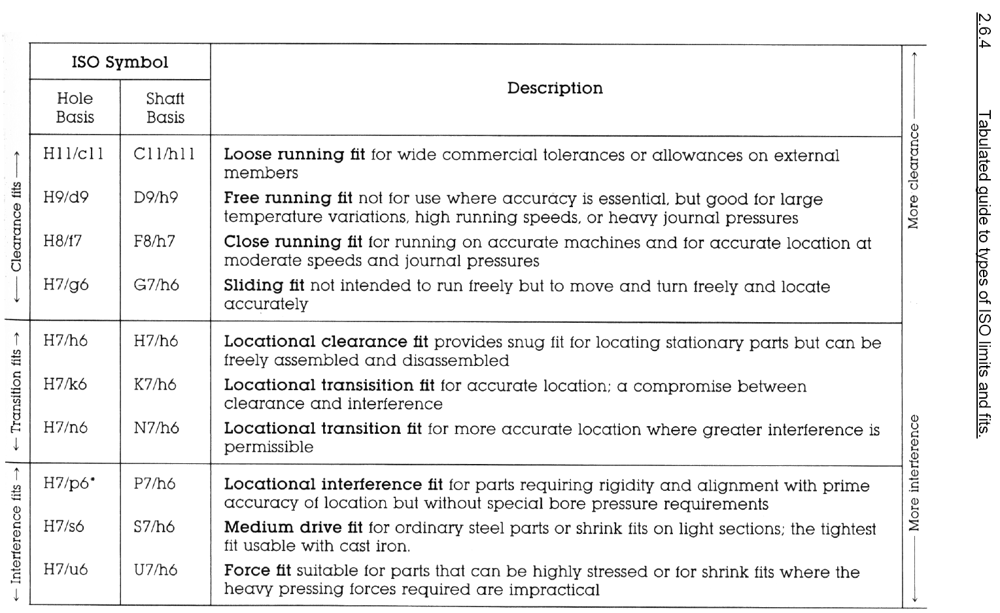 2.6.4 Tabulated guide to types of ISO limits and fits.
ISO Symbol
Description
Hole
Basis
Shaft
Basis
← Clearance fits →
H11/c11 C11/h11 Loose running fit for wide commercial tolerances or allowances on external
members
H9/d9 D9/h9 Free running fit not for use where accuracy is essential, but good for large
temperature variations, high running speeds, or heavy journal pressures
H8/f7 F8/h7 Close running fit for running on accurate machines and for accurate location at
moderate speeds and journal pressures
H7/g6 G7/h6 Sliding fit not intended to run freely but to move and turn freely and locate
accurately
← Transition fits →
H7/h6 H7/h6 Locational clearance fit provides snug fit for locating stationary parts but can be
freely assembled and disassembled
H7/k6 K7/h6 Locational transisition fit for accurate location; a compromise between
clearance and interference
H7/n6 N7/h6 Locational transition fit for more accurate location where greater interference is
permissible
← Interference fits →
H7/p6* P7/h6 Locational interference fit for parts requiring rigidity and alignment with prime
accuracy of location but without special bore pressure requirements
H7/s6 S7/h6 Medium drive fit for ordinary steel parts or shrink fits on light sections; the tightest
fit usable with cast iron.
H7/u6 U7/h6 Force fit suitable for parts that can be highly stressed or for shrink fits where the
heavy pressing forces required are impractical
More clearance →
← More interference